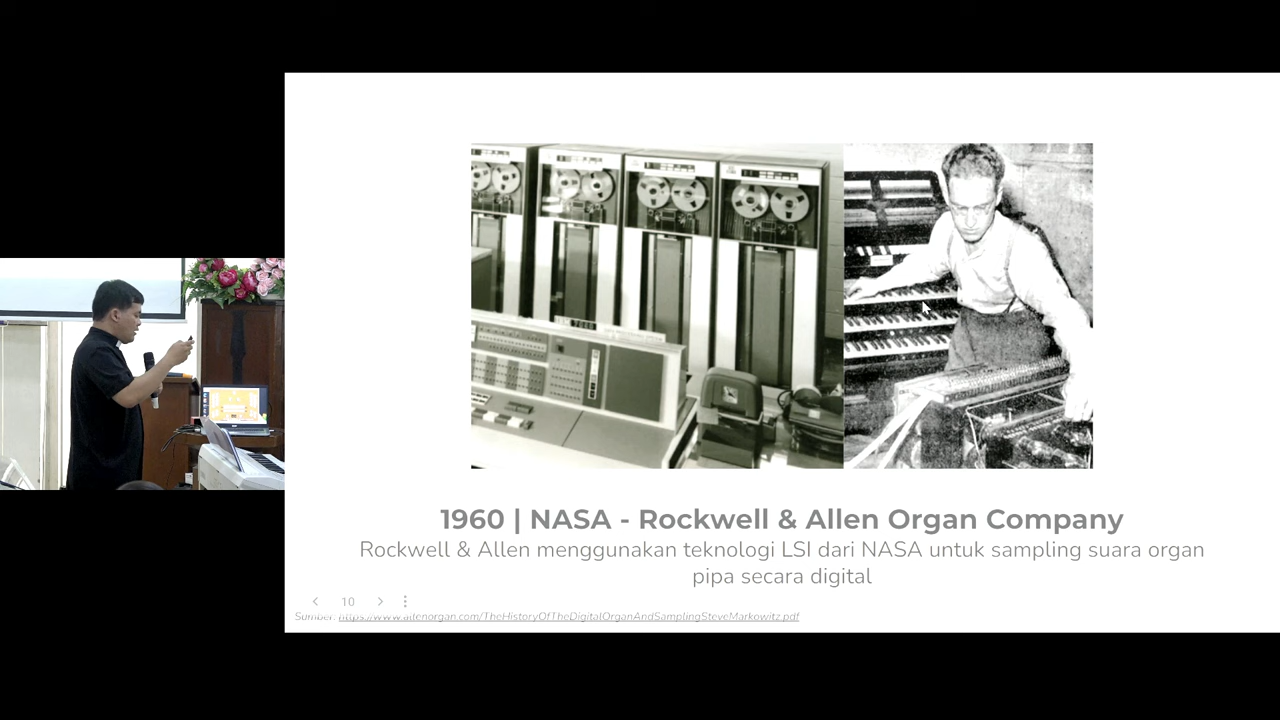 1960 | NASA - Rockwell & Allen Organ Company
Rockwell & Allen menggunakan teknologi LSI dari NASA untuk sampling suara organ
pipa secara digital
10
Sumber: https://www.allenorgan.com/TheHistoryOfTheDigitalOrganAndSamplingSteveMarkowitz.pdf